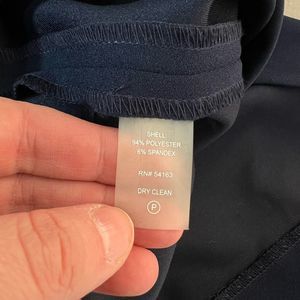 SHELL:
94% POLYESTER
6% SPANDEX
RN# 54163
DRY CLEAN
P